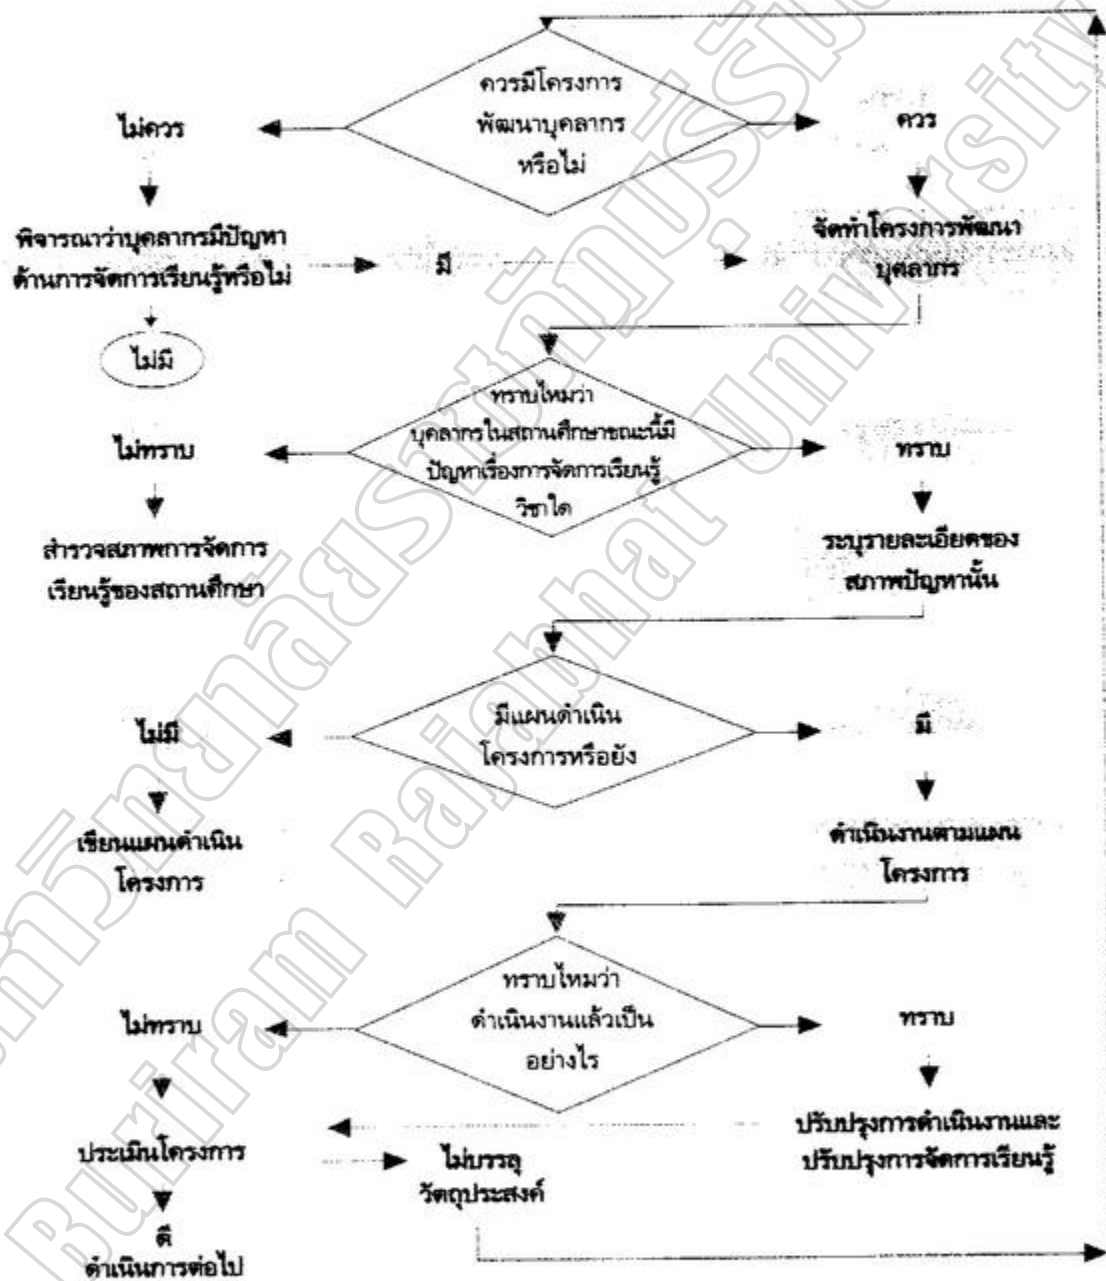 ควรมีโครงการ
พัฒนาบุคลากร
หรือไม่
ไม่ควร
ควร
พิจารณาว่าบุคลากรมีปัญหา
ด้านการจัดการเรียนรู้หรือไม่
มี
จัดทำโครงการพัฒนา
บุคลากร
ไม่มี
ทราบไหมว่า
บุคลากรในสถานศึกษาขณะนี้มี
ปัญหาเรื่องการจัดการเรียนรู้
วิชาใด
ไม่ทราบ
ทราบ
สำรวจสภาพการจัดการ
เรียนรู้ของสถานศึกษา
ระบุรายละเอียดของ
สภาพปัญหานั้น
มีแผนดำเนิน
โครงการหรือยัง
ไม่มี
มี
เขียนแผนดำเนิน
โครงการ
ดำเนินงานตามแผน
โครงการ
ทราบไหมว่า
ดำเนินงานแล้วเป็น
อย่างไร
ไม่ทราบ
ทราบ
ประเมินโครงการ
ไม่บรรลุ
วัตถุประสงค์
ปรับปรุงการดำเนินงานและ
ปรับปรุงการจัดการเรียนรู้
ดี
ดำเนินการต่อไป
Buriram Rajabhat University